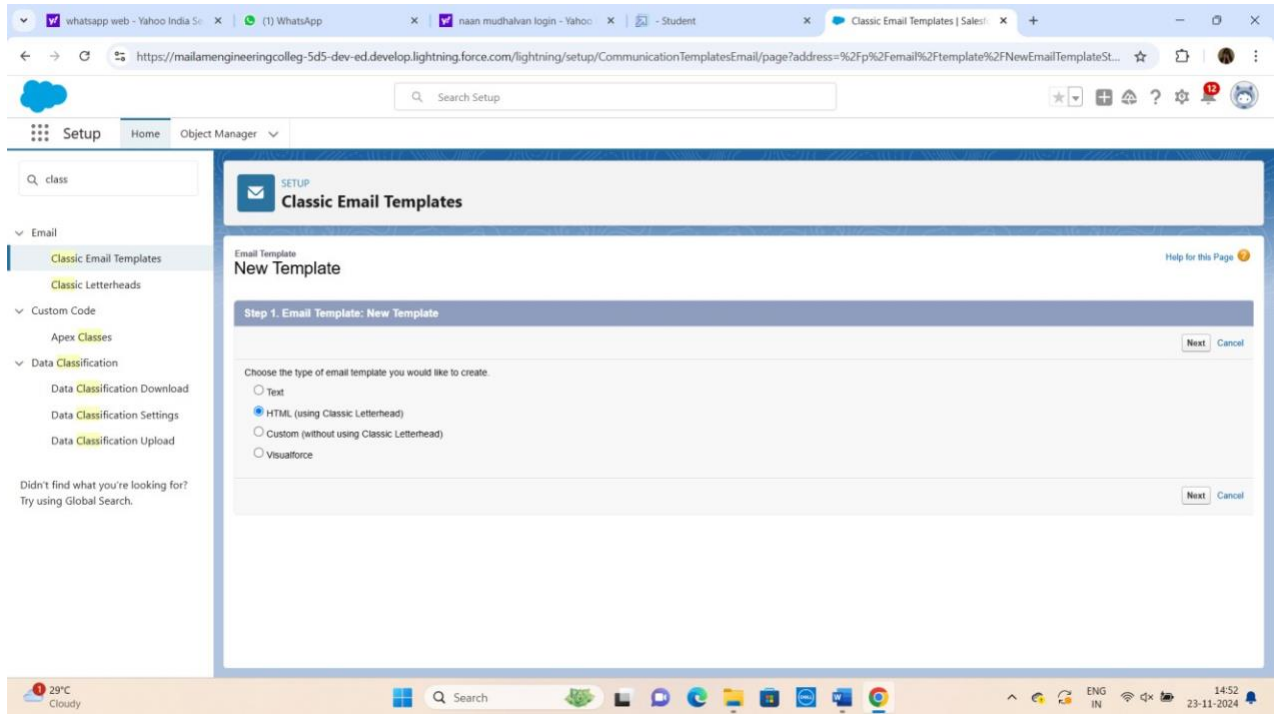 whatsapp web - Yahoo India Se
(1) WhatsApp
naan mudhalvan login - Yahoo
- Student
Classic Email Templates | Salesf
https://mailamengineeringcolleg-5d5-dev-ed.develop.lightning.force.com/lightning/setup/CommunicationTemplatesEmail/page?address=%2Fp%2Femail%2Ftemplate%2FNewEmailTemplateSt...
Search Setup
12
Setup
Home
Object Manager
class
SETUP
Classic Email Templates
Email
Classic Email Templates
Classic Letterheads
Custom Code
Apex Classes
Data Classification
Data Classification Download
Data Classification Settings
Data Classification Upload
Didn't find what you're looking for?
Try using Global Search.
Email Template
New Template
Help for this Page
Step 1. Email Template: New Template
Next Cancel
Choose the type of email template you would like to create.
Text
HTML (using Classic Letterhead)
Custom (without using Classic Letterhead)
Visualforce
Next Cancel
1
29°C
Cloudy
Search
ENG
IN
14:52
23-11-2024